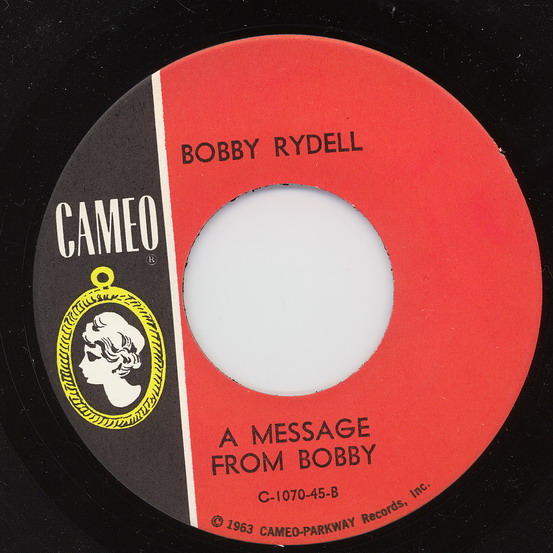 BOBBY RYDELL
CAMEO
®
A MESSAGE
FROM BOBBY
C-1070-45-B
© 1963 CAMEO-PARKWAY Records, Inc.